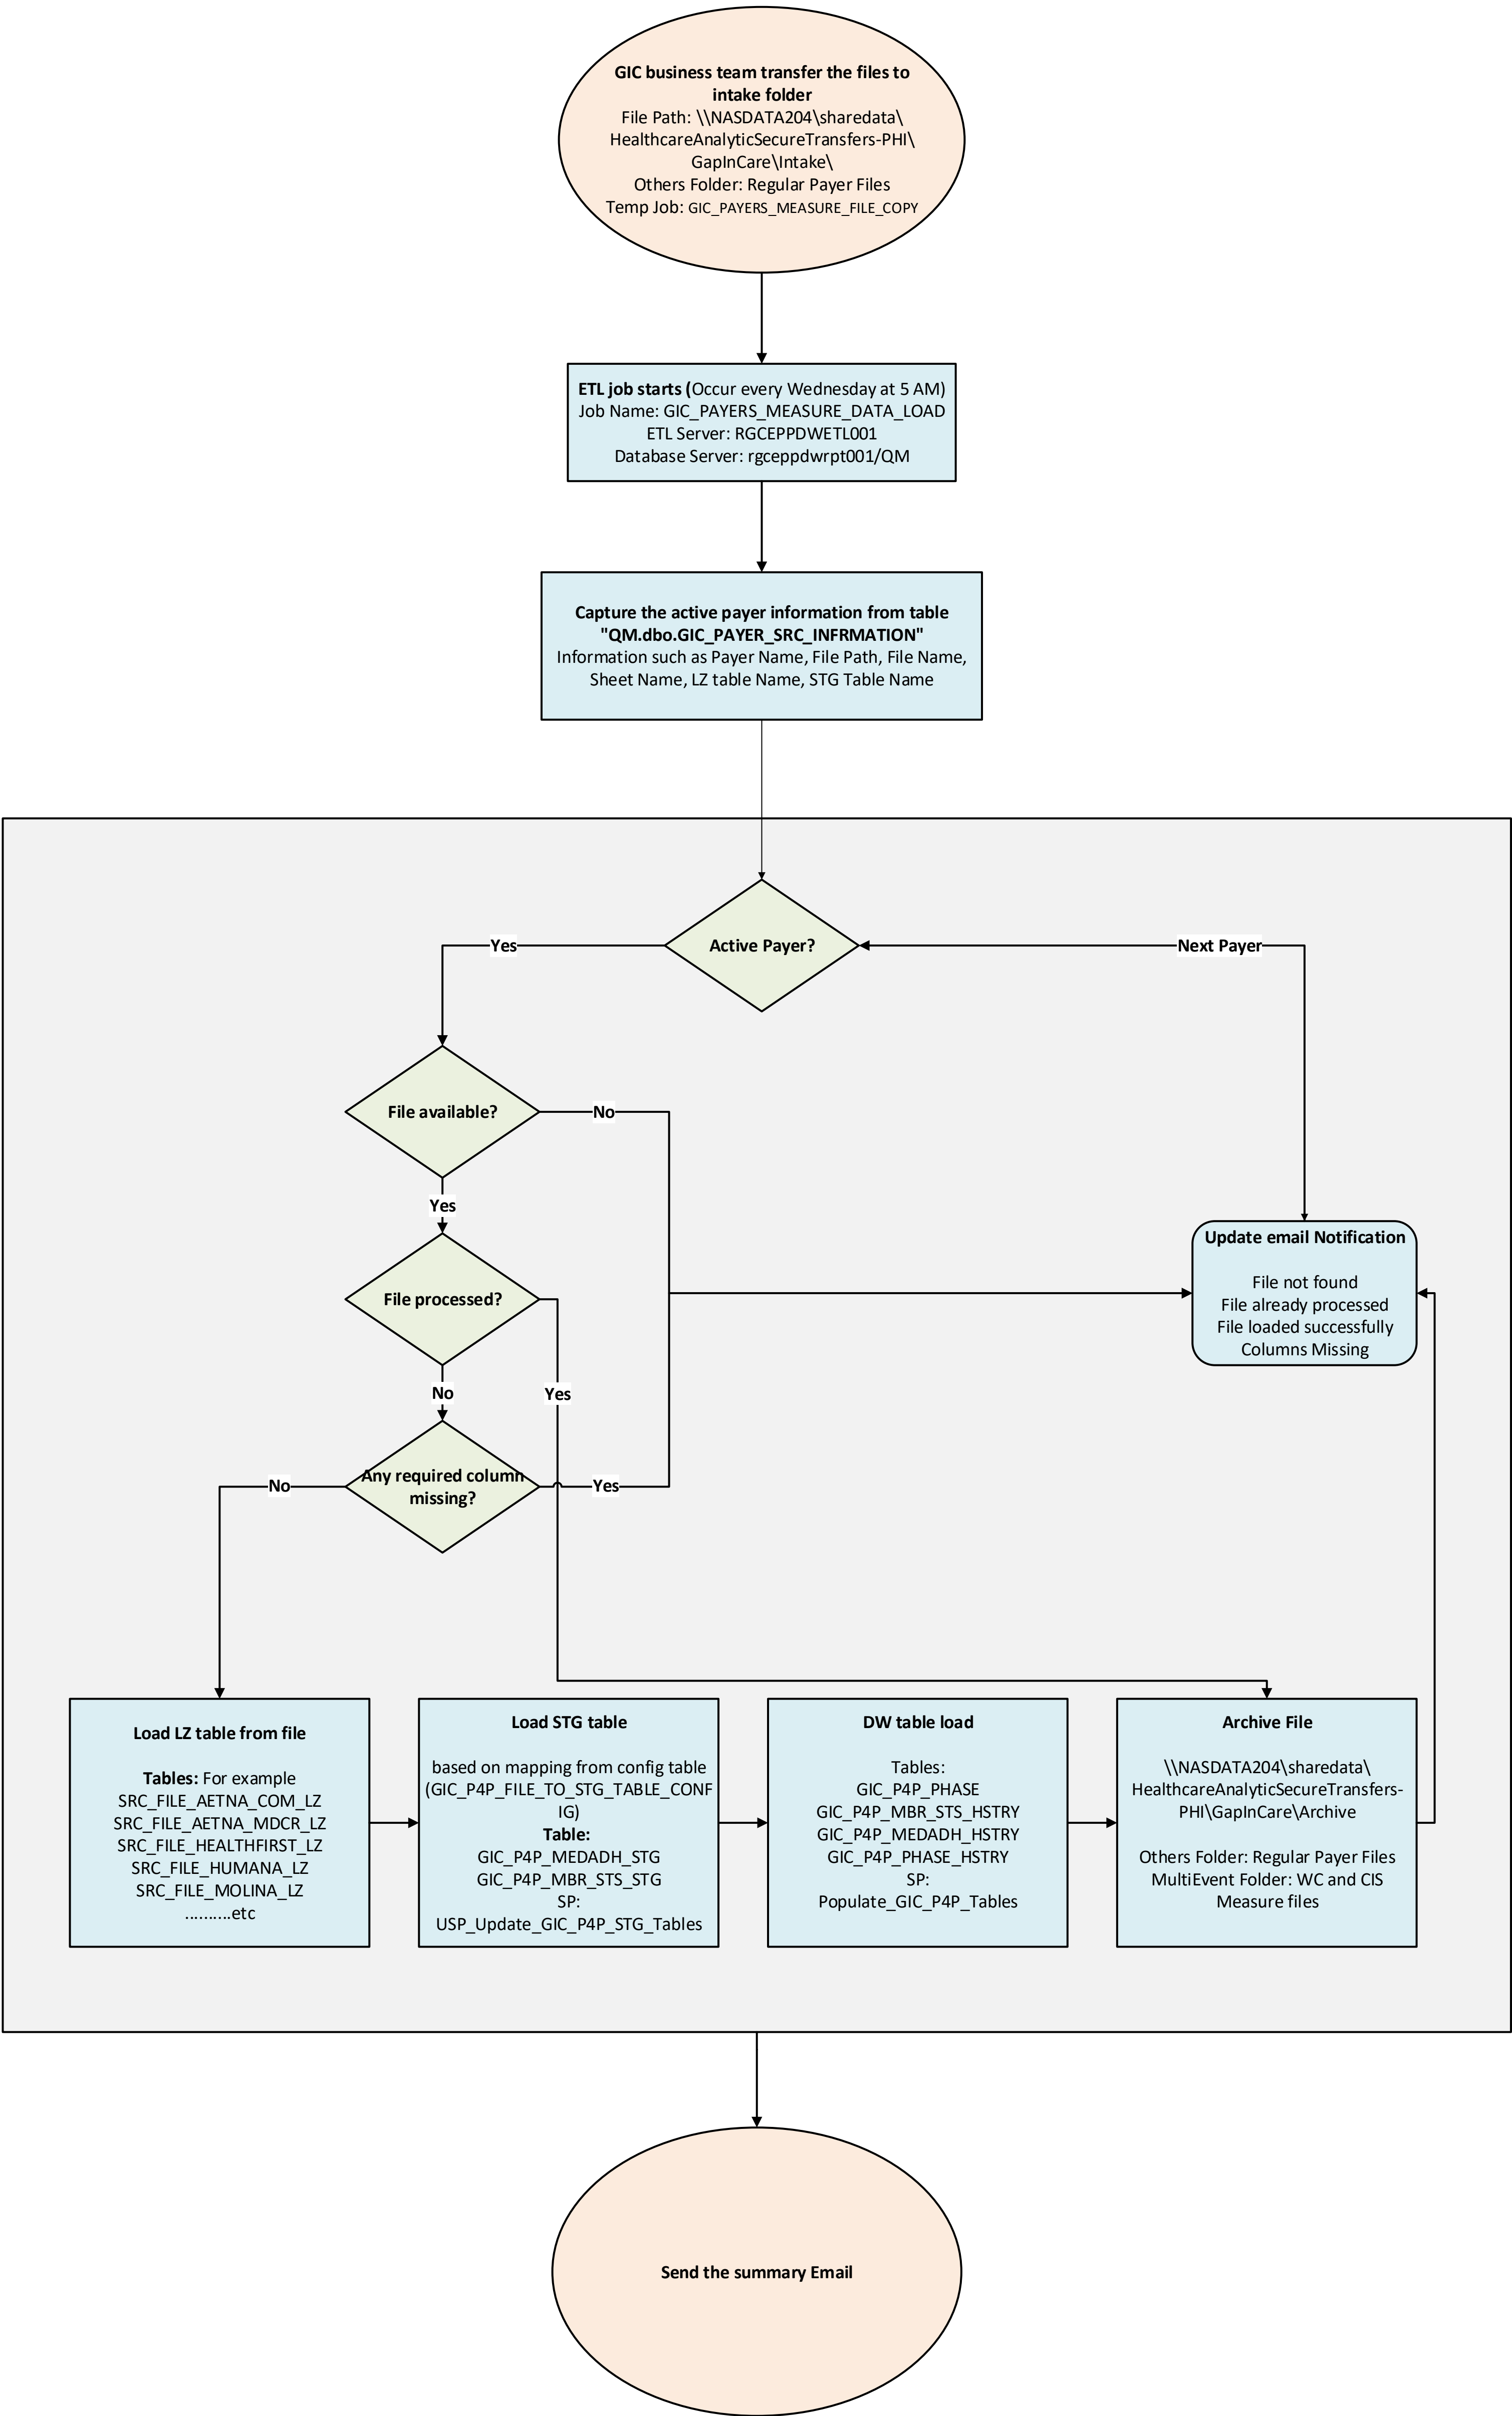 GIC business team transfer the files to
intake folder
File Path: \\NASDATA204\sharedata\
HealthcareAnalyticSecureTransfers-PHI\
GapInCare\Intake\
Others Folder: Regular Payer Files
Temp Job: GIC_PAYERS_MEASURE_FILE_COPY
ETL job starts (Occur every Wednesday at 5 AM)
Job Name: GIC_PAYERS_MEASURE_DATA_LOAD
ETL Server: RGCEPPDWETL001
Database Server: rgceppdwrpt001/QM
Capture the active payer information from table
"QM.dbo.GIC_PAYER_SRC_INFRMATION"
Information such as Payer Name, File Path, File Name,
Sheet Name, LZ table Name, STG Table Name
Active Payer?
Yes
Next Payer
File available?
No
Yes
File processed?
No
Yes
Any required column
missing?
No
Yes
Update email Notification
File not found
File already processed
File loaded successfully
Columns Missing
Load LZ table from file
Tables: For example
SRC_FILE_AETNA_COM_LZ
SRC_FILE_AETNA_MDCR_LZ
SRC_FILE_HEALTHFIRST_LZ
SRC_FILE_HUMANA_LZ
SRC_FILE_MOLINA_LZ
..........etc
Load STG table
based on mapping from config table
(GIC_P4P_FILE_TO_STG_TABLE_CONF
IG)
Table:
GIC_P4P_MEDADH_STG
GIC_P4P_MBR_STS_STG
SP:
USP_Update_GIC_P4P_STG_Tables
DW table load
Tables:
GIC_P4P_PHASE
GIC_P4P_MBR_STS_HSTRY
GIC_P4P_MEDADH_HSTRY
GIC_P4P_PHASE_HSTRY
SP:
Populate_GIC_P4P_Tables
Archive File
\\NASDATA204\sharedata\
HealthcareAnalyticSecureTransfers-
PHI\GapInCare\Archive
Others Folder: Regular Payer Files
MultiEvent Folder: WC and CIS
Measure files
Send the summary Email